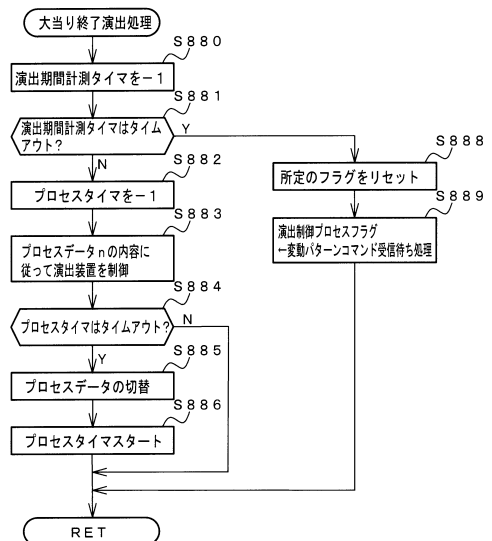 大当り終了演出処理
S880
演出期間計測タイマを−1
S881
演出期間計測タイマはタイム
アウト？
Y
N
S882
プロセスタイマを−1
S883
プロセスデータnの内容に
従って演出装置を制御
S884
プロセスタイマはタイムアウト？
N
Y
S885
プロセスデータの切替
S886
プロセスタイマスタート
S888
所定のフラグをリセット
S889
演出制御プロセスフラグ
←変動パターンコマンド受信待ち処理
RET